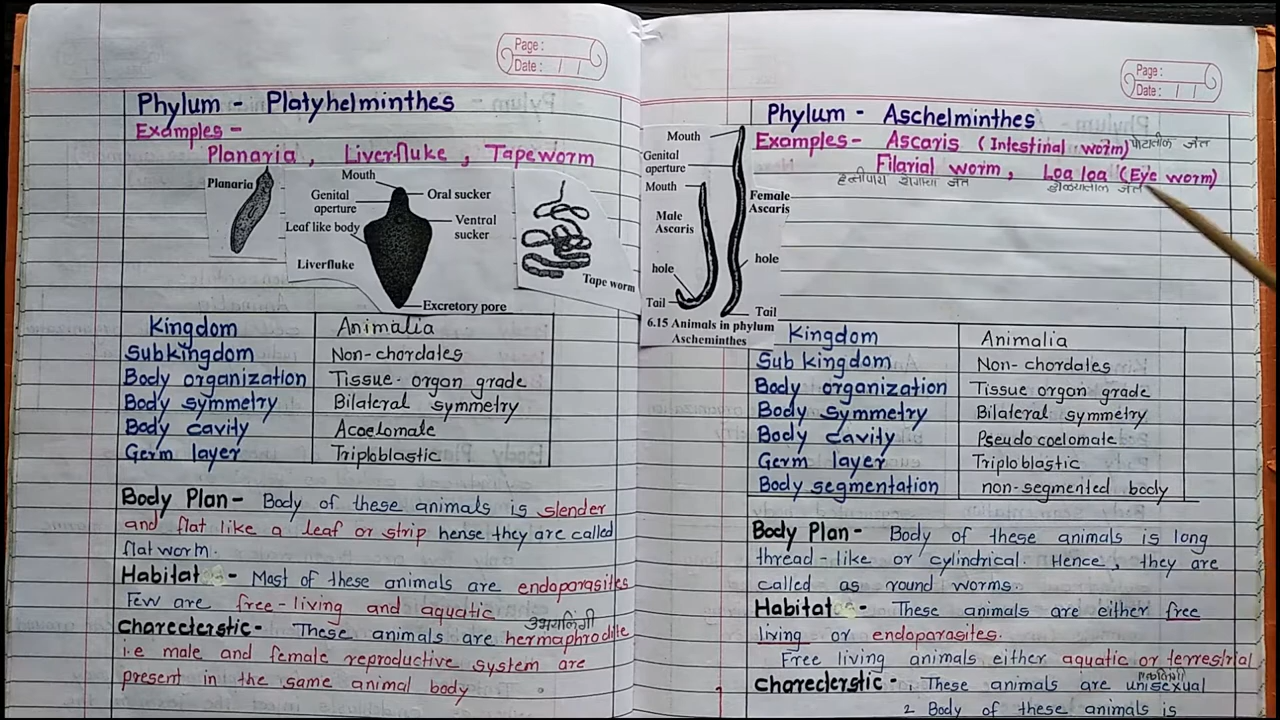 Page :
Date :
Phylum - Platyhelminthes
Examples -
Planaria , Liverfluke , Tapeworm
Planaria
Mouth
Genital
aperture
Leaf like body
Liverfluke
Oral sucker
Ventral
sucker
Excretory pore
Tape worm
Kingdom Animalia
Subkingdom Non-chordates
Body organization Tissue-organ grade
Body symmetry Bilateral symmetry
Body cavity Acoelomate
Germ layer Triploblastic
Body Plan - Body of these animals is slender
and flat like a leaf or strip hense they are called
flat worm.
Habitat - Mast of these animals are endoparasites
Few are free-living and aquatic
उभयलिंगी
Charecterstic - These animals are hermaphrodite
i.e male and female reproductive system are
present in the same animal body
Page :
Date :
Phylum - Aschelminthes
Examples - Ascaris (Intestinal worm) पोटातील जंत
Filarial worm , Loa loa (Eye worm)
हत्तीपाय रोगाचा जंत डोळ्यातील जंत
Mouth
Genital
aperture
Mouth
Male
Ascaris
hole
Tail
Female
Ascaris
hole
Tail
6.15 Animals in phylum
Ascheminthes
Kingdom Animalia
Sub kingdom Non-chordates
Body organization Tissue organ grade
Body symmetry Bilateral symmetry
Body cavity Pseudo coelomate
Germ layer Triploblastic
Body segmentation non-segmented body
Body Plan - Body of these animals is long
thread-like or cylindrical. Hence, they are
called as round worms.
Habitat - These animals are either free
living or endoparasites.
Free living animals either aquatic or terrestrial
एकलिंगी
Charecterstic - 1. These animals are unisexual
2 Body of these animals is